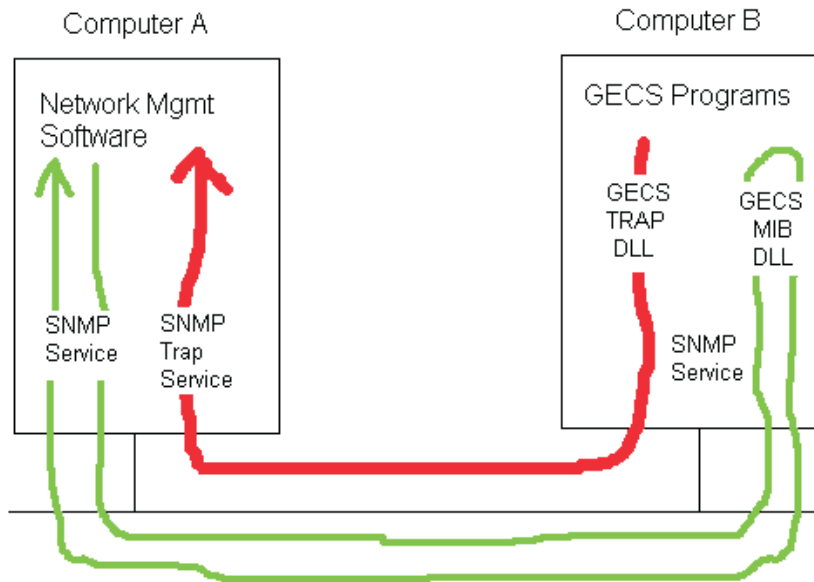 Computer A
Computer B
Network Mgmt
Software
GECS Programs
GECS
TRAP
DLL
GECS
MIB
DLL
SNMP
Service
SNMP
Trap
Service
SNMP
Service